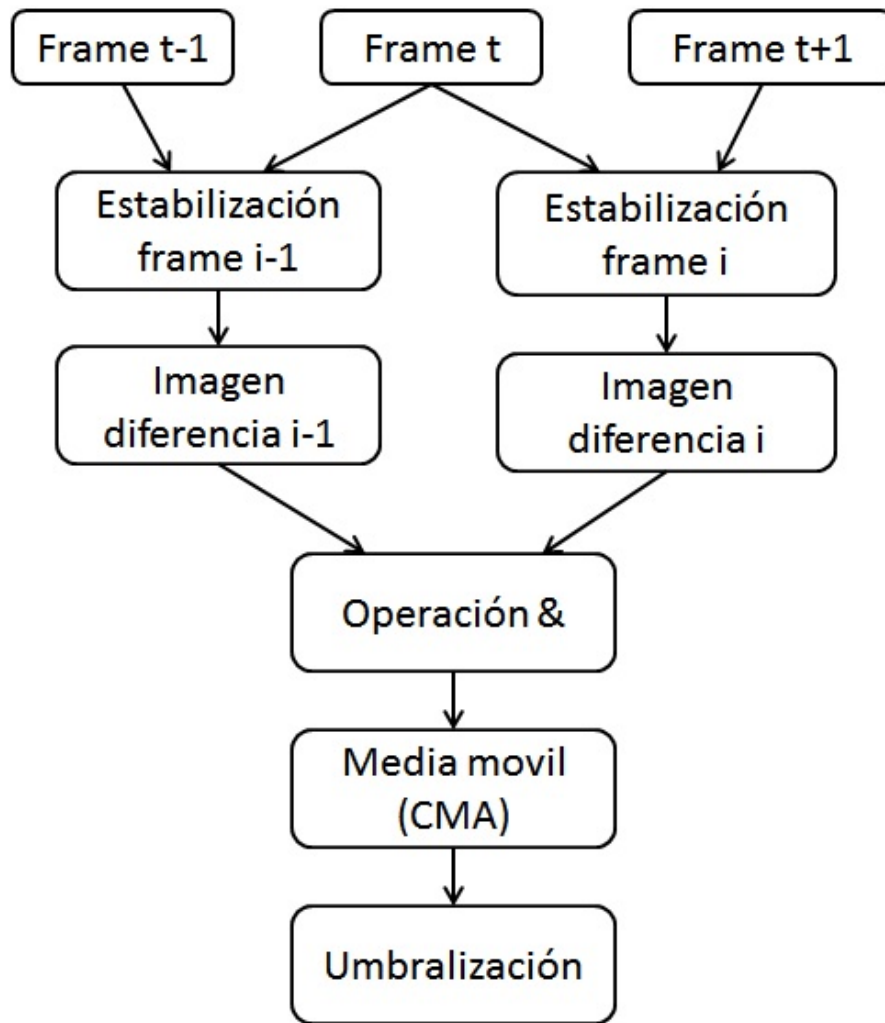 Frame t-1
Frame t
Frame t+1
Estabilización
frame i-1
Estabilización
frame i
Imagen
diferencia i-1
Imagen
diferencia i
Operación &
Media movil
(CMA)
Umbralización